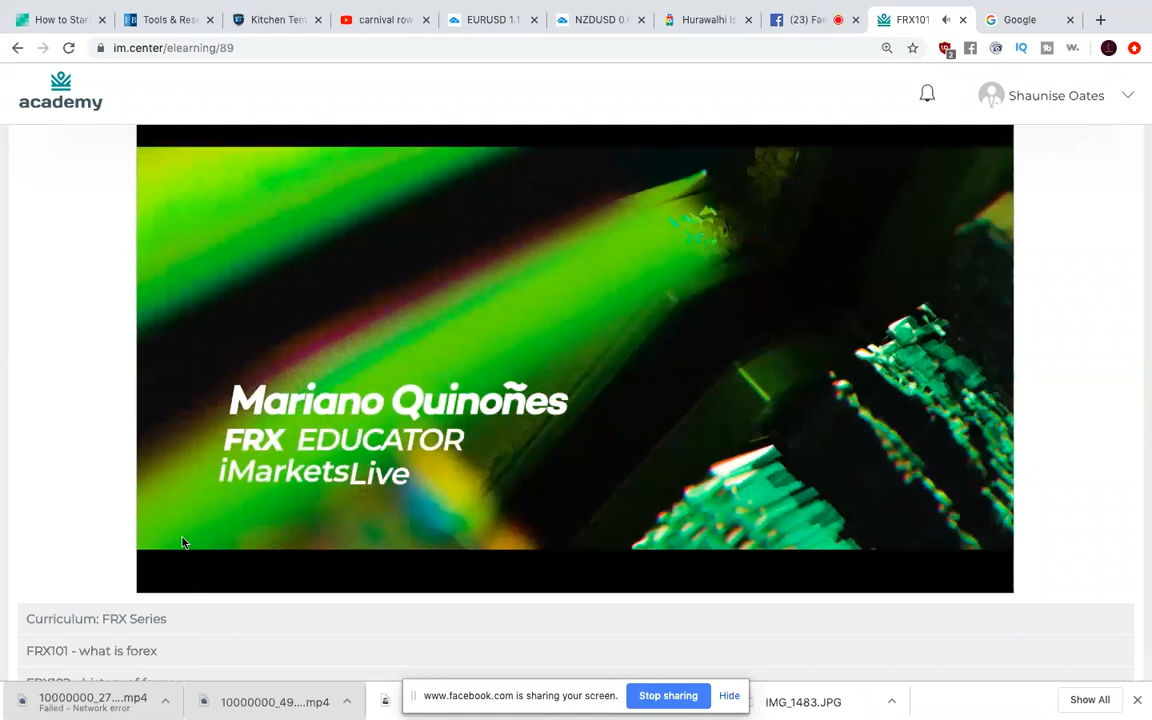 How to Star
Tools & Res
Kitchen Tem
carnival row
EURUSD 1.1
NZDUSD 0.
Hurawalhi Is
(23) Fae
FRX101
Google
im.center/elearning/89
2
IQ
w.
academy
Shaunise Oates
Mariano Quinoñes
FRX EDUCATOR
iMarketsLive
Curriculum: FRX Series
FRX101 - what is forex
10000000_27....mp4
Failed - Network error
10000000_49....mp4
www.facebook.com is sharing your screen.
Stop sharing
Hide
IMG_1483.JPG
Show All